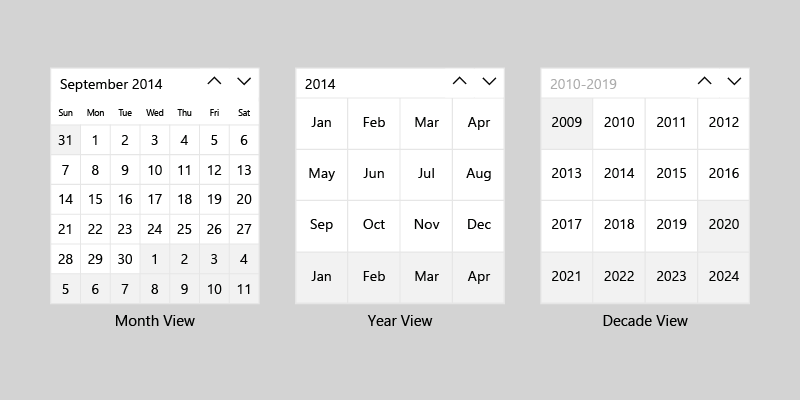 September 2014
Sun Mon Tue Wed Thu Fri Sat
31 1 2 3 4 5 6
7 8 9 10 11 12 13
14 15 16 17 18 19 20
21 22 23 24 25 26 27
28 29 30 1 2 3 4
5 6 7 8 9 10 11
Month View
2014
Jan Feb Mar Apr
May Jun Jul Aug
Sep Oct Nov Dec
Jan Feb Mar Apr
Year View
2010-2019
2009 2010 2011 2012
2013 2014 2015 2016
2017 2018 2019 2020
2021 2022 2023 2024
Decade View